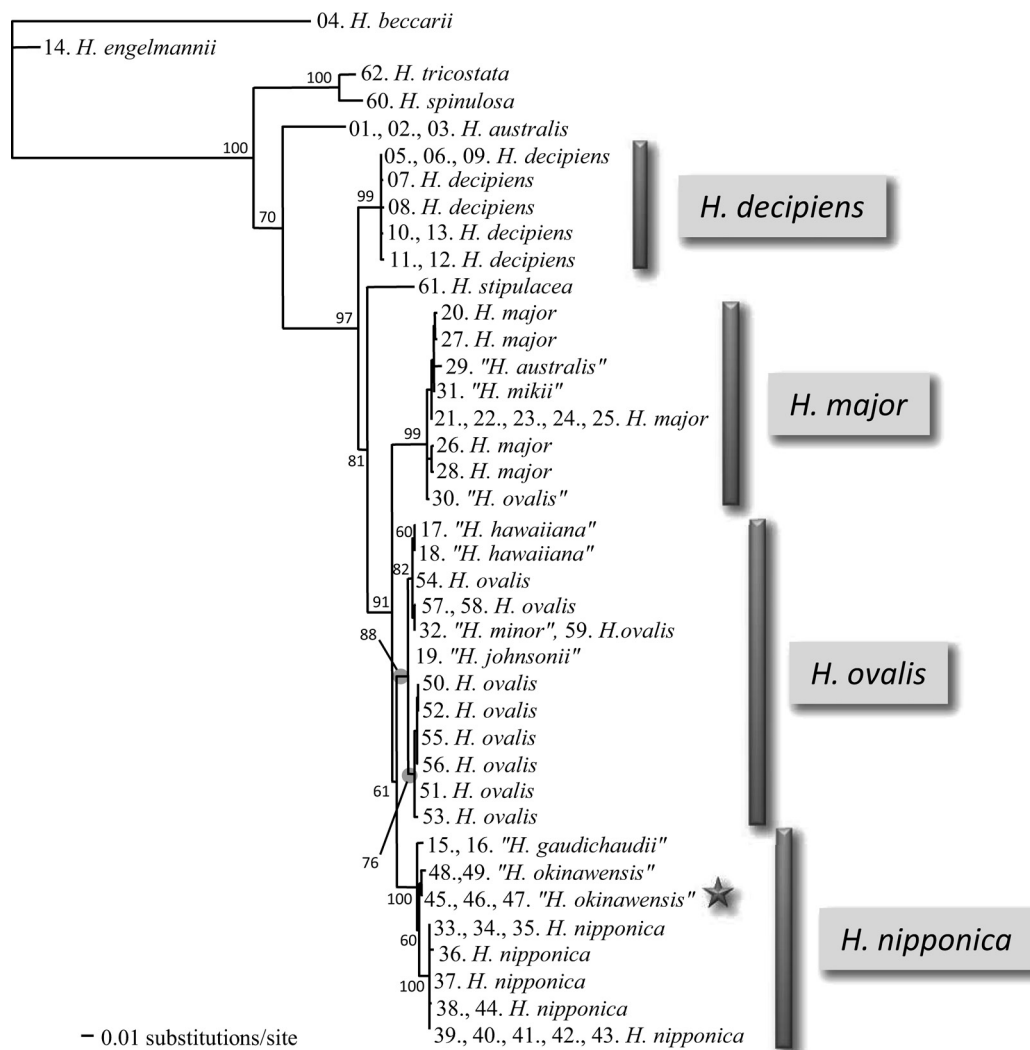 04. H. beccarii
14. H. engelmannii
100
62. H. tricostata
60. H. spinulosa
100
01., 02., 03. H. australis
70
05., 06., 09. H. decipiens
07. H. decipiens
99
08. H. decipiens
10., 13. H. decipiens
11., 12. H. decipiens
H. decipiens
61. H. stipulacea
97
20. H. major
27. H. major
29. "H. australis"
31. "H. mikii"
21., 22., 23., 24., 25. H. major
99
26. H. major
28. H. major
30. "H. ovalis"
H. major
81
60
17. "H. hawaiiana"
18. "H. hawaiiana"
82
54. H. ovalis
57., 58. H. ovalis
91
32. "H. minor", 59. H.ovalis
88
19. "H. johnsonii"
50. H. ovalis
52. H. ovalis
55. H. ovalis
56. H. ovalis
61
51. H. ovalis
53. H. ovalis
H. ovalis
76
15., 16. "H. gaudichaudii"
48.,49. "H. okinawensis"
100
45., 46., 47. "H. okinawensis"
33., 34., 35. H. nipponica
60
36. H. nipponica
37. H. nipponica
100
38., 44. H. nipponica
39., 40., 41., 42., 43. H. nipponica
H. nipponica
0.01 substitutions/site